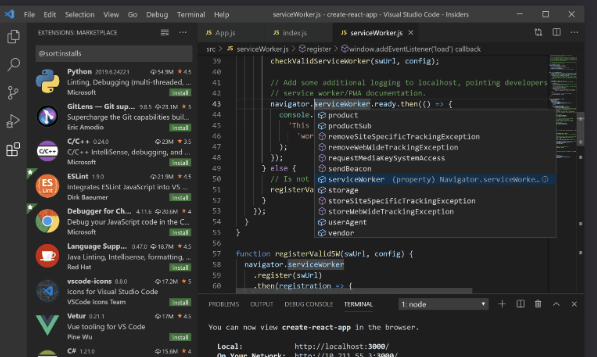 File Edit Selection View Go Debug Terminal Help serviceWorker.js - create-react-app - Visual Studio Code - Insiders
EXTENSIONS: MARKETPLACE
@sort:installs
Python 2019.6.24221 54.9M 4.5
Linting, Debugging (multi-threaded, ...
Microsoft Install
GitLens — Git sup... 9.8.5 23.1M 5
Supercharge the Git capabilities buil...
Eric Amodio Install
C/C++ 0.24.0 23M 3.5
C/C++ IntelliSense, debugging, and ...
Microsoft Install
ESLint 1.9.0 21.9M 4.5
Integrates ESLint JavaScript into VS ...
Dirk Baeumer Install
Debugger for Ch... 4.11.6 20.6M 4
Debug your JavaScript code in the C...
Microsoft Install
Language Supp... 0.47.0 18.7M 4.5
Java Linting, Intellisense, formatting, ...
Red Hat Install
vscode-icons 8.8.0 17.2M 5
Icons for Visual Studio Code
VSCode Icons Team Install
Vetur 0.21.1 17M 4.5
Vue tooling for VS Code
Pine Wu Install
C# 1.21.0 15.6M 4
App.js index.js serviceWorker.js
src > JS serviceWorker.js > register > window.addEventListener('load') callback
39 checkValidServiceWorker(swUrl, config);
40
41 // Add some additional logging to localhost, pointing developers
42 // service worker/PWA documentation.
43 navigator.serviceWorker.ready.then(() => {
44 console.
45 'This
46 'wor
47 );
48 });
49 } else {
50 // Is not
51 registerVa
52 }
53 });
54 }
55 }
56
57 function registerValidSW(swUrl, config) {
58 navigator.serviceWorker
59 .register(swUrl)
60 .then(registration => {
product
productSub
removeSiteSpecificTrackingException
removeWebWideTrackingException
requestMediaKeySystemAccess
sendBeacon
serviceWorker (property) Navigator.serviceWorke...
storage
storeSiteSpecificTrackingException
storeWebWideTrackingException
userAgent
vendor
PROBLEMS OUTPUT DEBUG CONSOLE TERMINAL 1: node
You can now view create-react-app in the browser.
Local: http://localhost:3000/
On Your Network: http://10.211.55.3:3000/